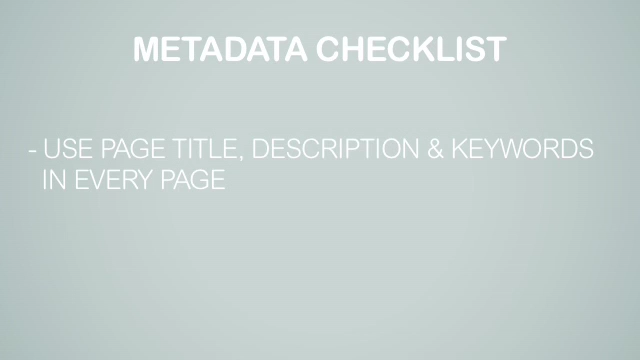 METADATA CHECKLIST
- USE PAGE TITLE, DESCRIPTION & KEYWORDS
IN EVERY PAGE